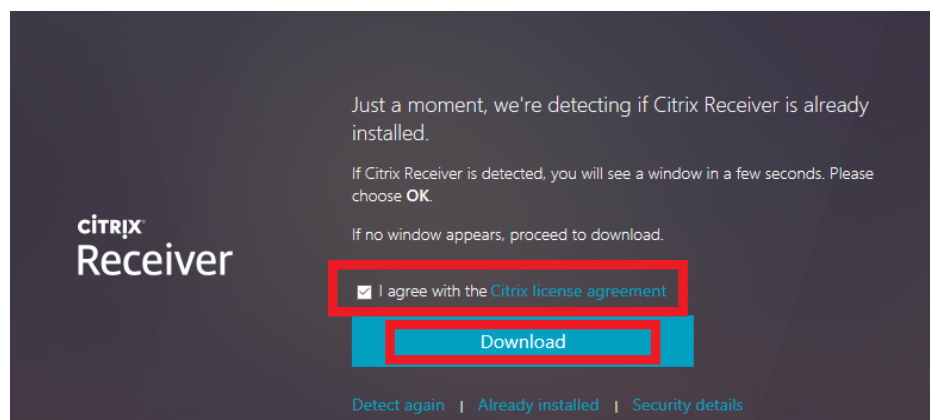 Just a moment, we're detecting if Citrix Receiver is already
installed.
If Citrix Receiver is detected, you will see a window in a few seconds. Please
choose OK.
If no window appears, proceed to download.
CİTRIX
Receiver
I agree with the Citrix license agreement
Download
Detect again | Already installed | Security details